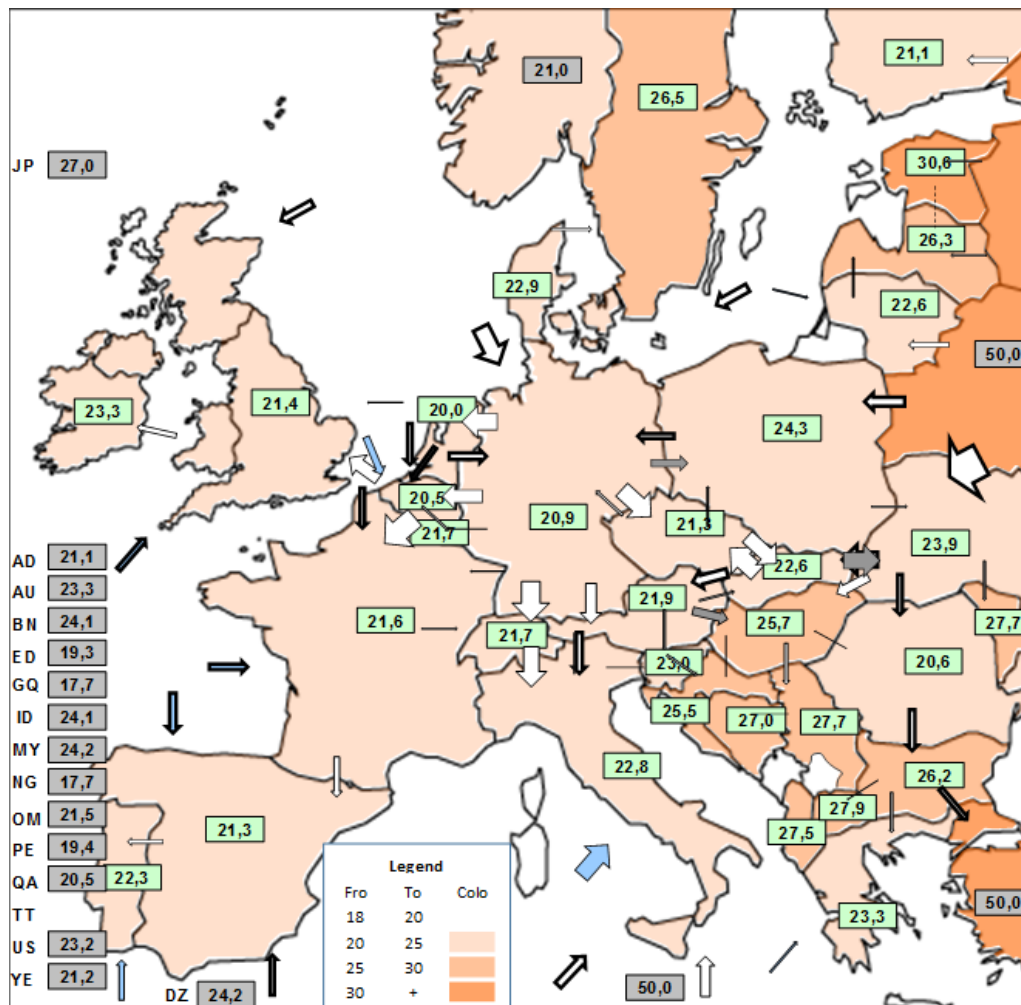 21,0
21,1
26,5
JP 27,0
30,6
26,3
22,9
22,6
50,0
23,3
21,4
20,0
24,3
20,5
20,9
21,3
21,7
23,9
22,6
AD 21,1
AU 23,3
21,9
BN 24,1
21,6
25,7
27,7
21,7
ED 19,3
23,0
20,6
GQ 17,7
25,5
27,0
27,7
ID 24,1
MY 24,2
22,8
26,2
NG 17,7
27,9
OM 21,5
21,3
27,5
PE 19,4
Legend
QA 20,5
22,3
Fro To Colo
50,0
TT
18 20
23,3
US 23,2
20 25
YE 21,2
25 30
DZ 24,2
30 +
50,0